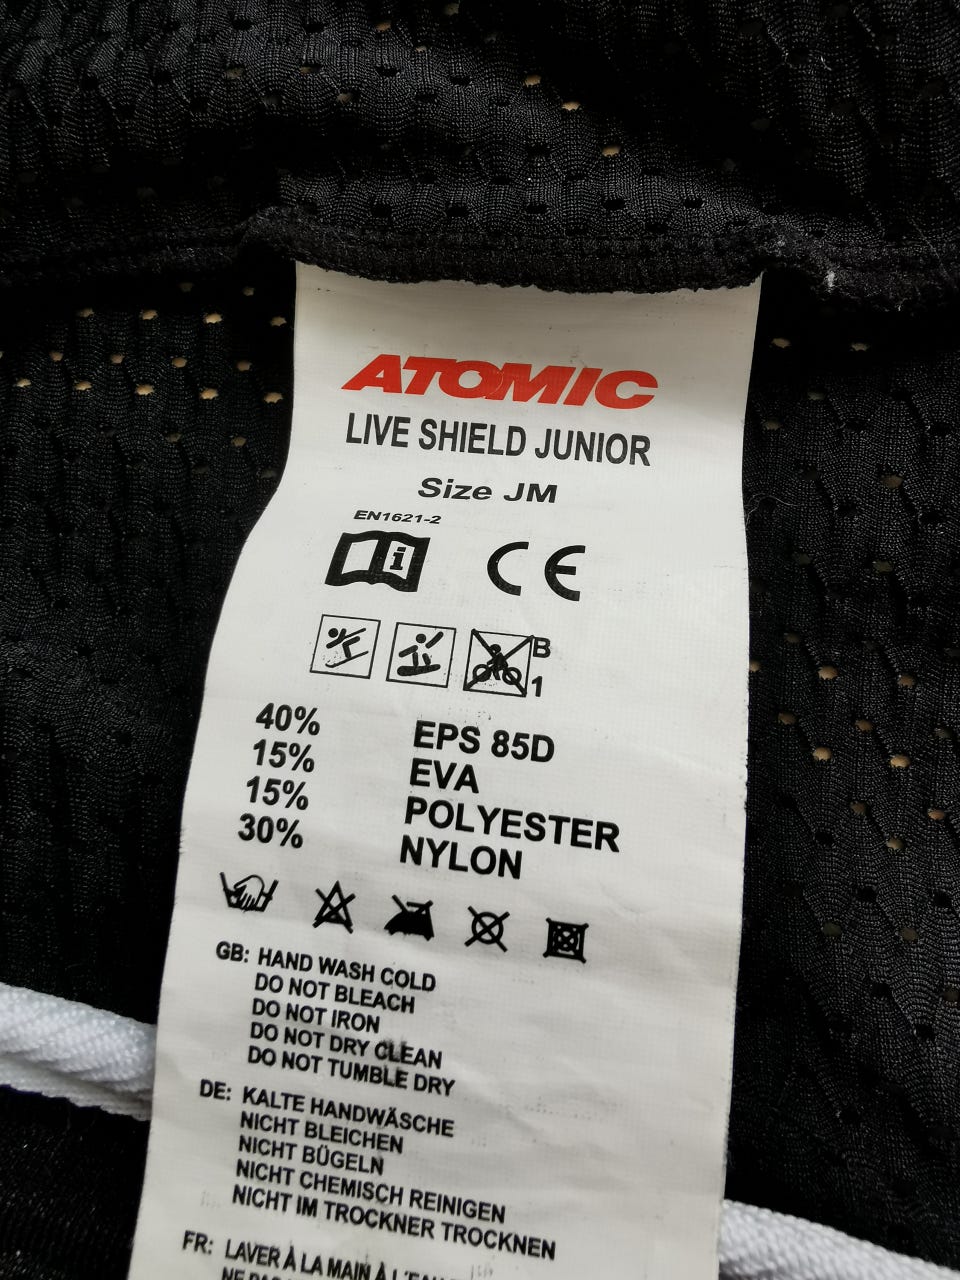 ATOMIC
LIVE SHIELD JUNIOR
Size JM
EN1621-2
i CE
B
1
40% EPS 85D
15% EVA
15% POLYESTER
30% NYLON
GB: HAND WASH COLD
DO NOT BLEACH
DO NOT IRON
DO NOT DRY CLEAN
DO NOT TUMBLE DRY
DE: KALTE HANDWÄSCHE
NICHT BLEICHEN
NICHT BÜGELN
NICHT CHEMISCH REINIGEN
NICHT IM TROCKNER TROCKNEN
FR: LAVER À LA MAIN À